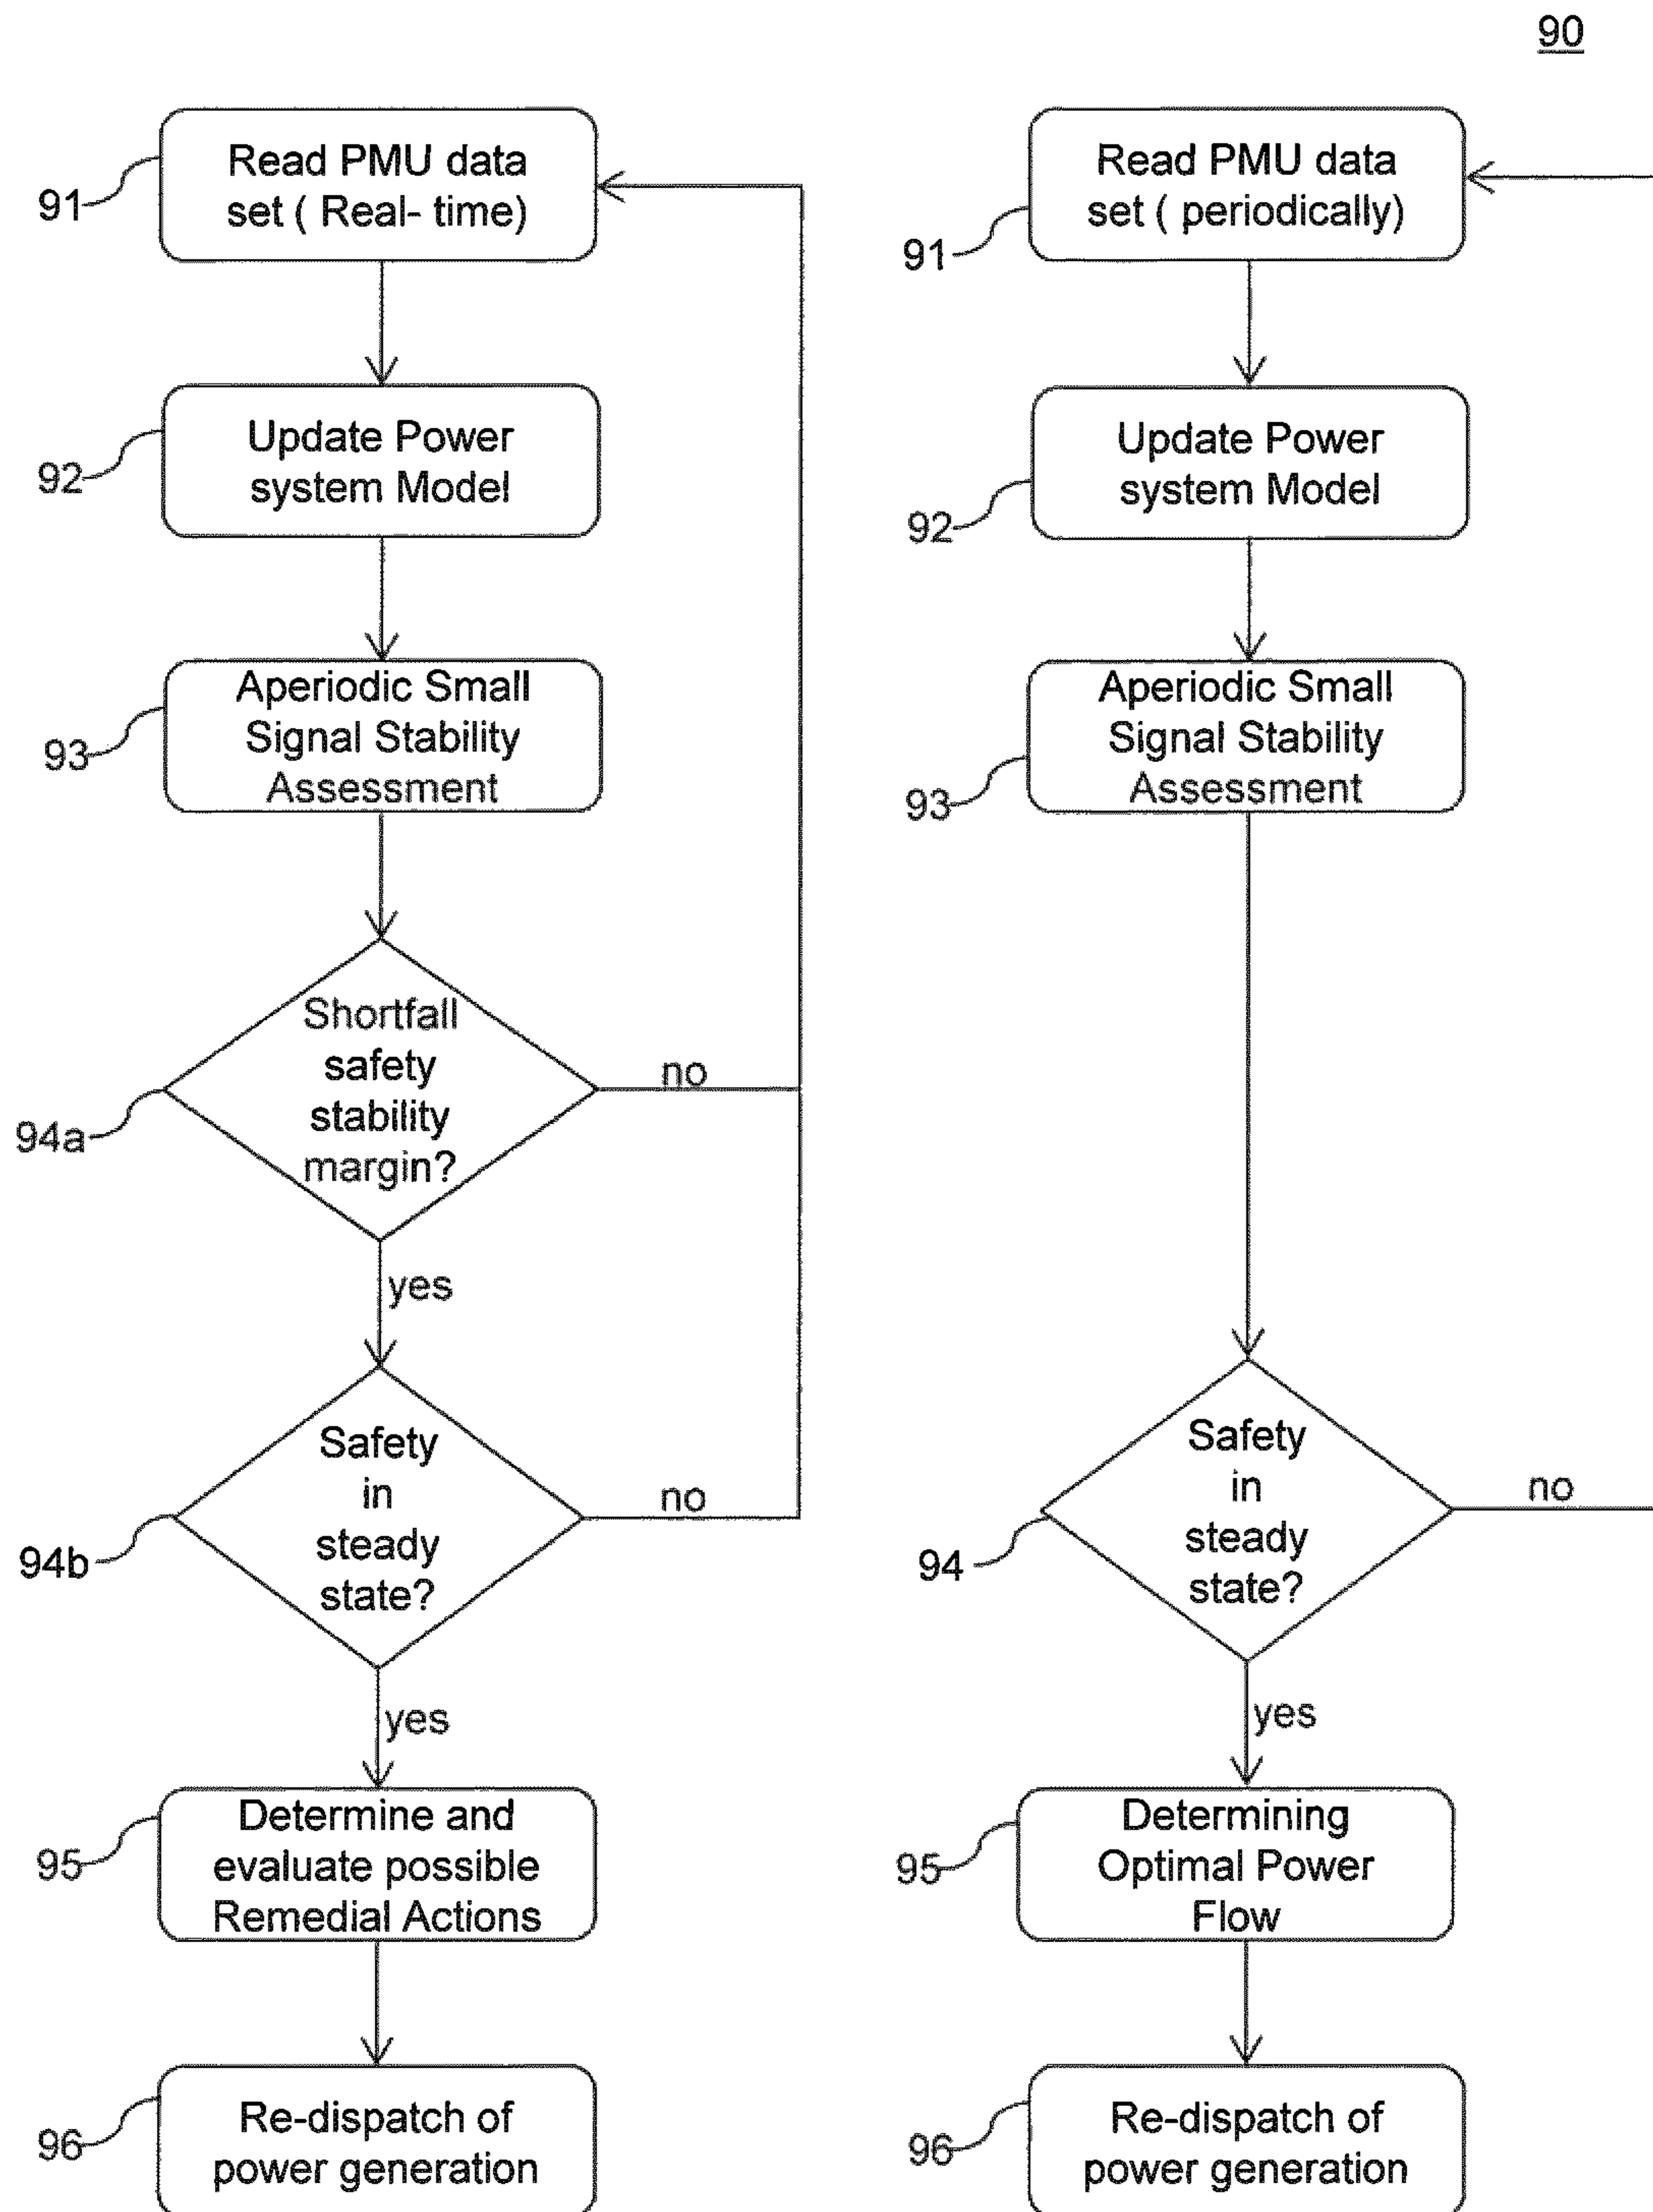 90
Read PMU data
set ( Real- time)
91
Update Power
system Model
92
Aperiodic Small
Signal Stability
Assessment
93
Shortfall
safety
stability
margin?
94a
no
yes
Safety
in
steady
state?
94b
no
yes
Determine and
evaluate possible
Remedial Actions
95
Re-dispatch of
power generation
96
Read PMU data
set ( periodically)
91
Update Power
system Model
92
Aperiodic Small
Signal Stability
Assessment
93
Safety
in
steady
state?
94
no
yes
Determining
Optimal Power
Flow
95
Re-dispatch of
power generation
96